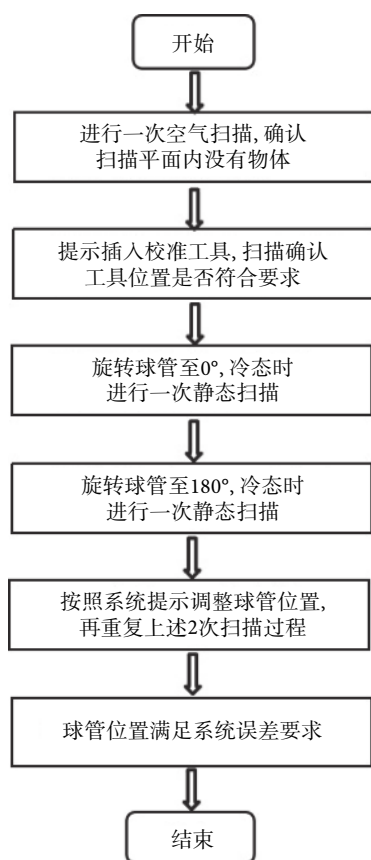 开始
进行一次空气扫描,确认
扫描平面内没有物体
提示插入校准工具,扫描确认
工具位置是否符合要求
旋转球管至0°,冷态时
进行一次静态扫描
旋转球管至180°,冷态时
进行一次静态扫描
按照系统提示调整球管位置,
再重复上述2次扫描过程
球管位置满足系统误差要求
结束